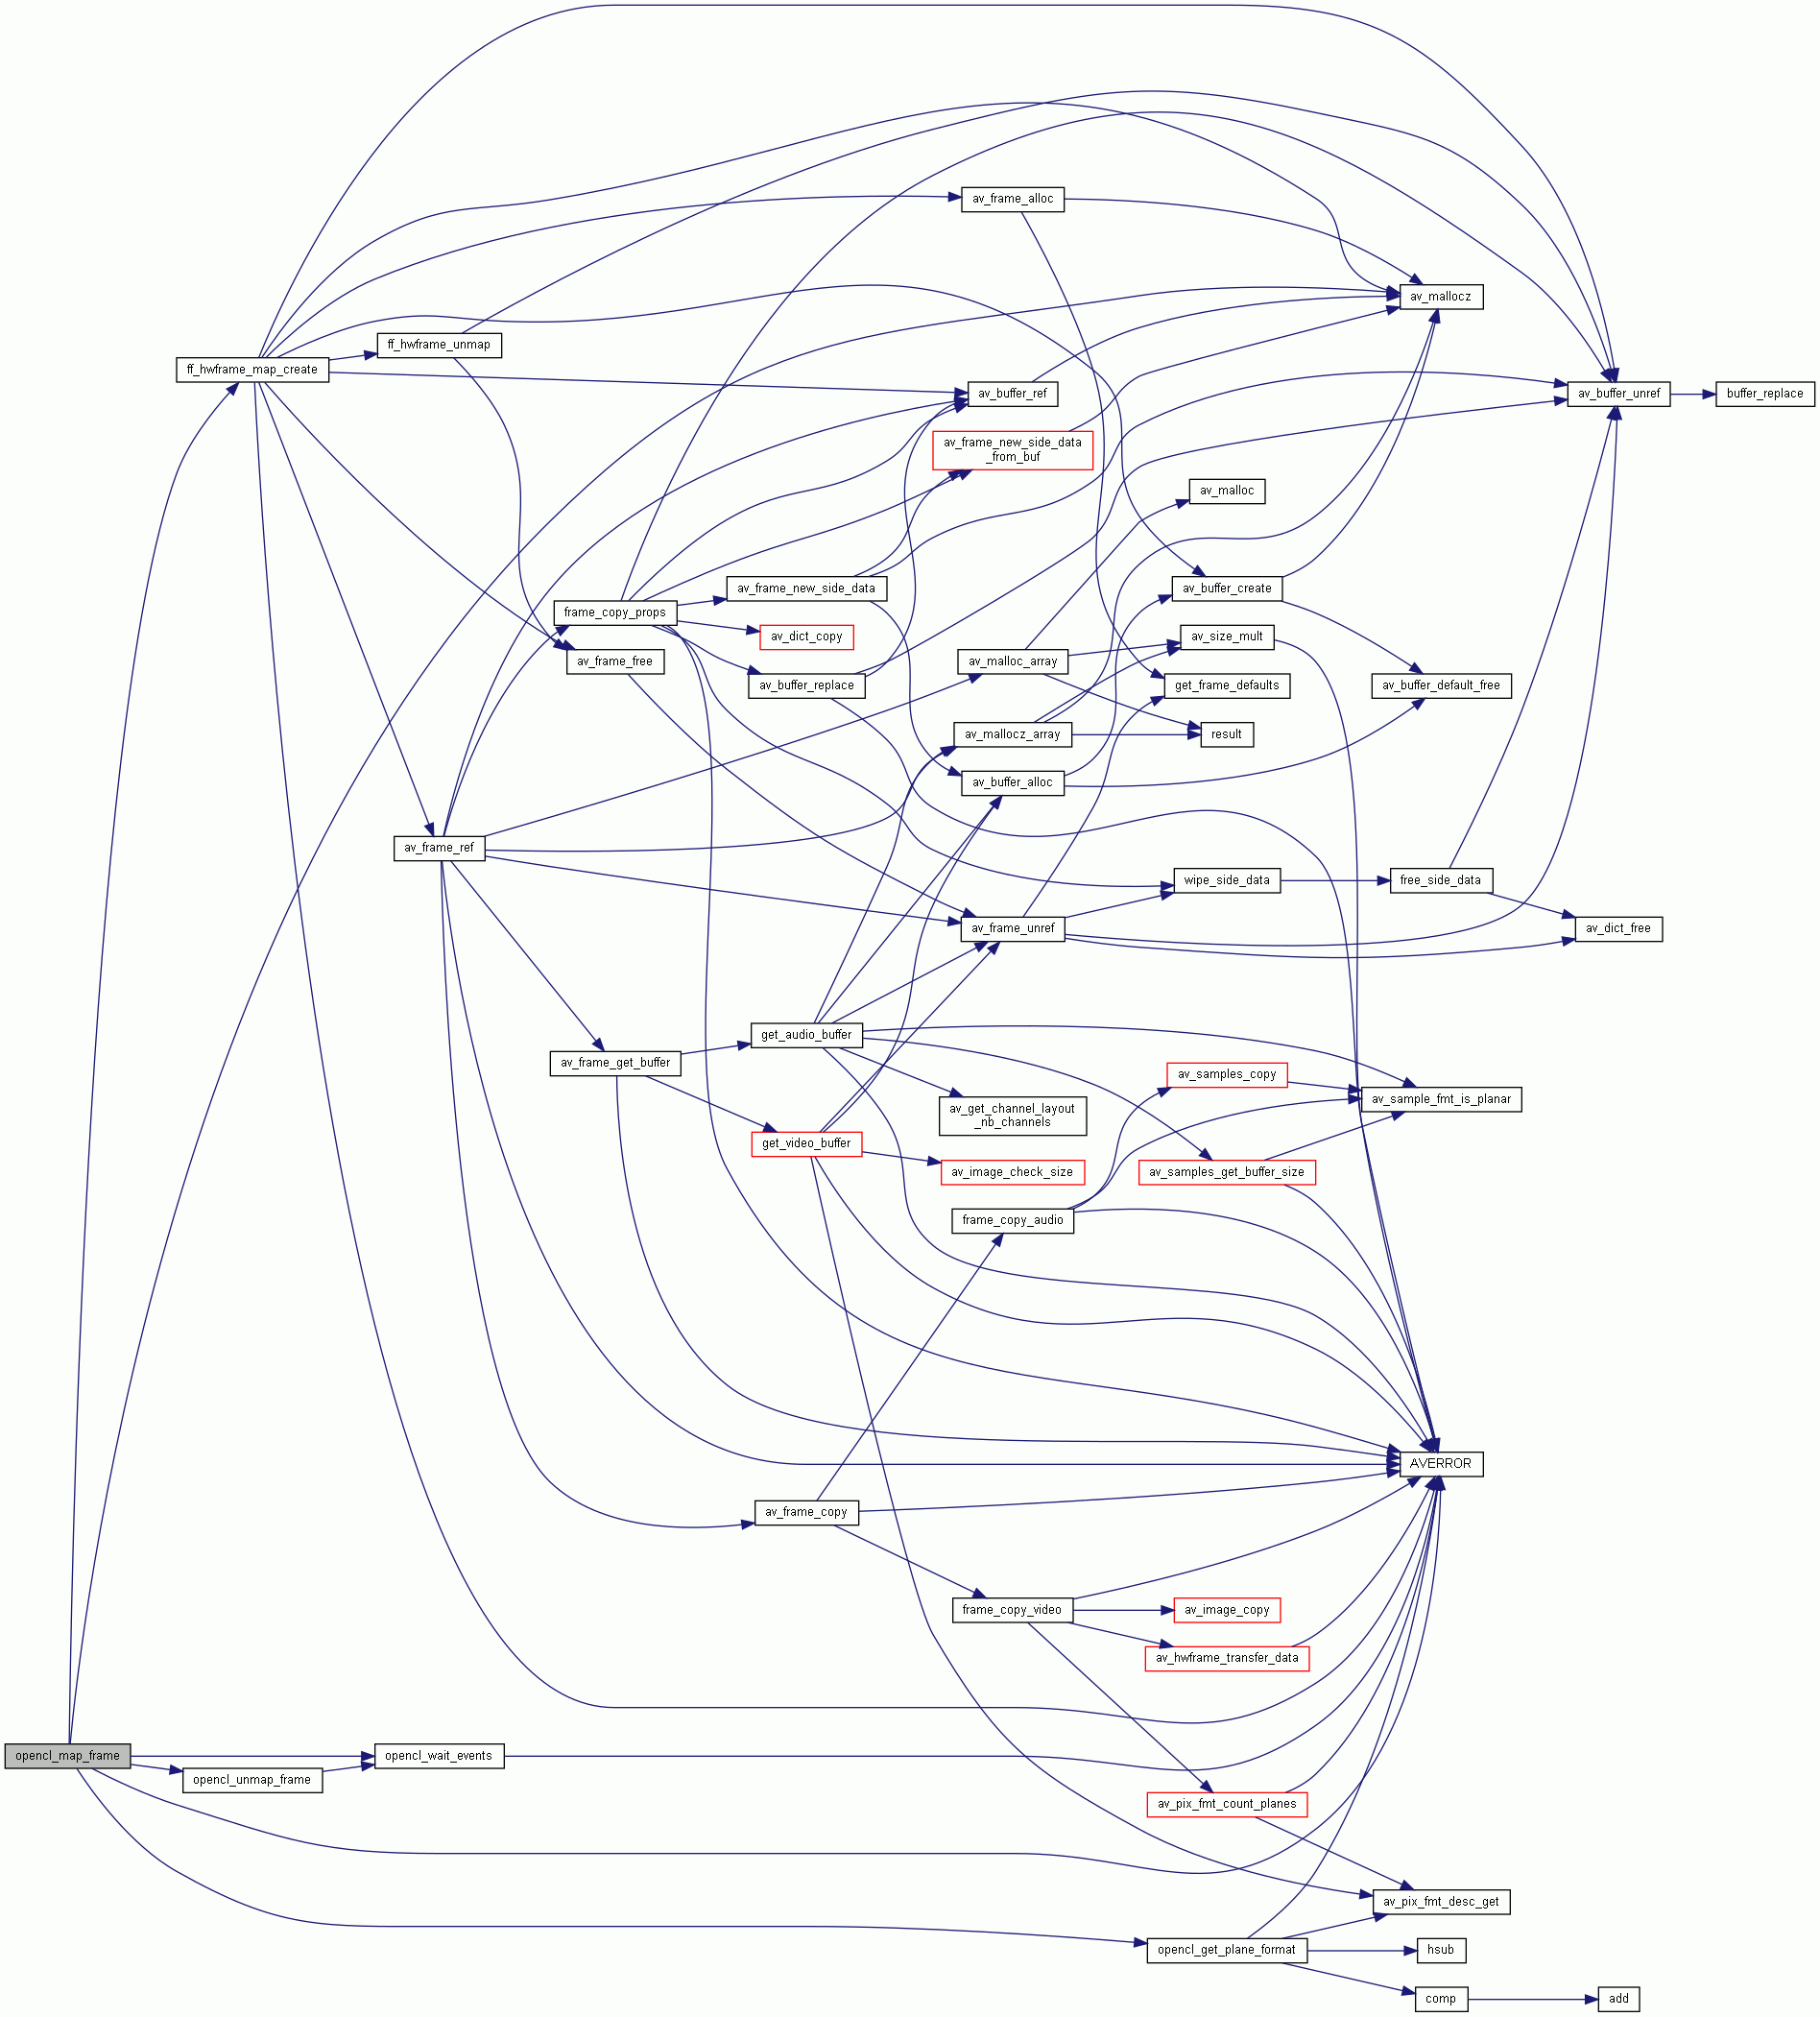 av_frame_alloc
av_mallocz
ff_hwframe_unmap
ff_hwframe_map_create
av_buffer_ref
av_buffer_unref
buffer_replace
av_frame_new_side_data
_from_buf
av_malloc
av_frame_new_side_data
av_buffer_create
frame_copy_props
av_dict_copy
av_size_mult
av_frame_free
av_malloc_array
av_buffer_replace
get_frame_defaults
av_buffer_default_free
av_mallocz_array
result
av_buffer_alloc
av_frame_ref
wipe_side_data
free_side_data
av_frame_unref
av_dict_free
get_audio_buffer
av_frame_get_buffer
av_samples_copy
av_sample_fmt_is_planar
av_get_channel_layout
_nb_channels
get_video_buffer
av_image_check_size
av_samples_get_buffer_size
frame_copy_audio
AVERROR
av_frame_copy
frame_copy_video
av_image_copy
av_hwframe_transfer_data
opencl_map_frame
opencl_wait_events
opencl_unmap_frame
av_pix_fmt_count_planes
av_pix_fmt_desc_get
opencl_get_plane_format
hsub
comp
add